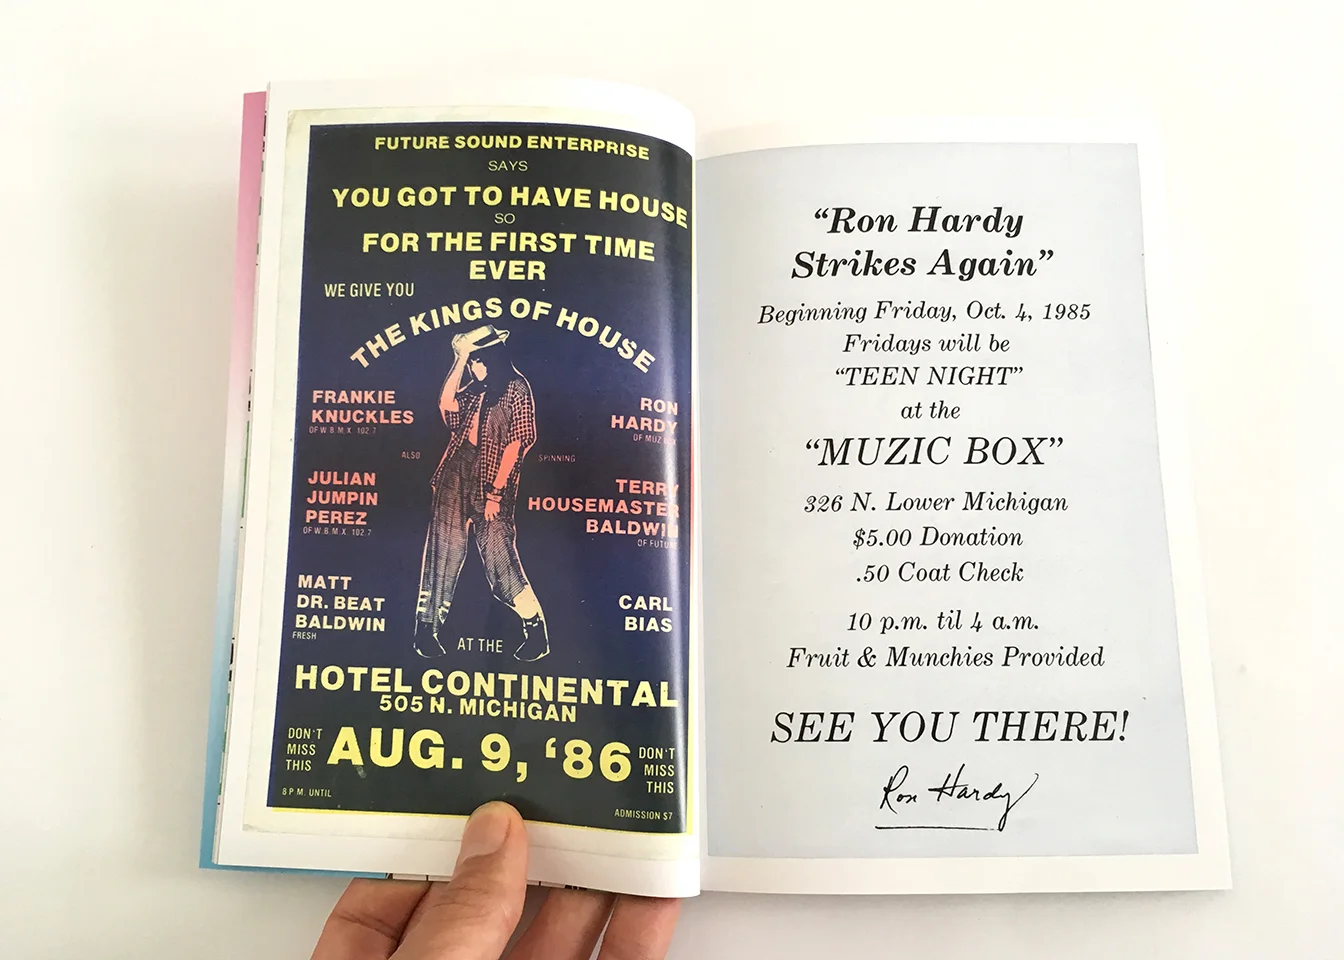 FUTURE SOUND ENTERPRISE
SAYS
YOU GOT TO HAVE HOUSE
SO
FOR THE FIRST TIME
EVER
WE GIVE YOU
THE KINGS OF HOUSE
FRANKIE
KNUCKLES
OF W.B.M.X. 102.7
RON
HARDY
OF
ALSO
SPINNING
JULIAN
JUMPIN
PEREZ
OF W.B.M.X. 102.7
TERRY
HOUSEMASTER
BALDWIN
OF
MATT
DR. BEAT
BALDWIN
FRESH
CARL
BIAS
AT THE
HOTEL CONTINENTAL
505 N. MICHIGAN
DON'T
MISS
THIS
AUG. 9, ‘86
DON'T
MISS
THIS
8 P.M. UNTIL
ADMISSION $7
“Ron Hardy
Strikes Again”
Beginning Friday, Oct. 4, 1985
Fridays will be
“TEEN NIGHT”
at the
“MUZIC BOX”
326 N. Lower Michigan
$5.00 Donation
.50 Coat Check
10 p.m. til 4 a.m.
Fruit & Munchies Provided
SEE YOU THERE!
Ron Hardy